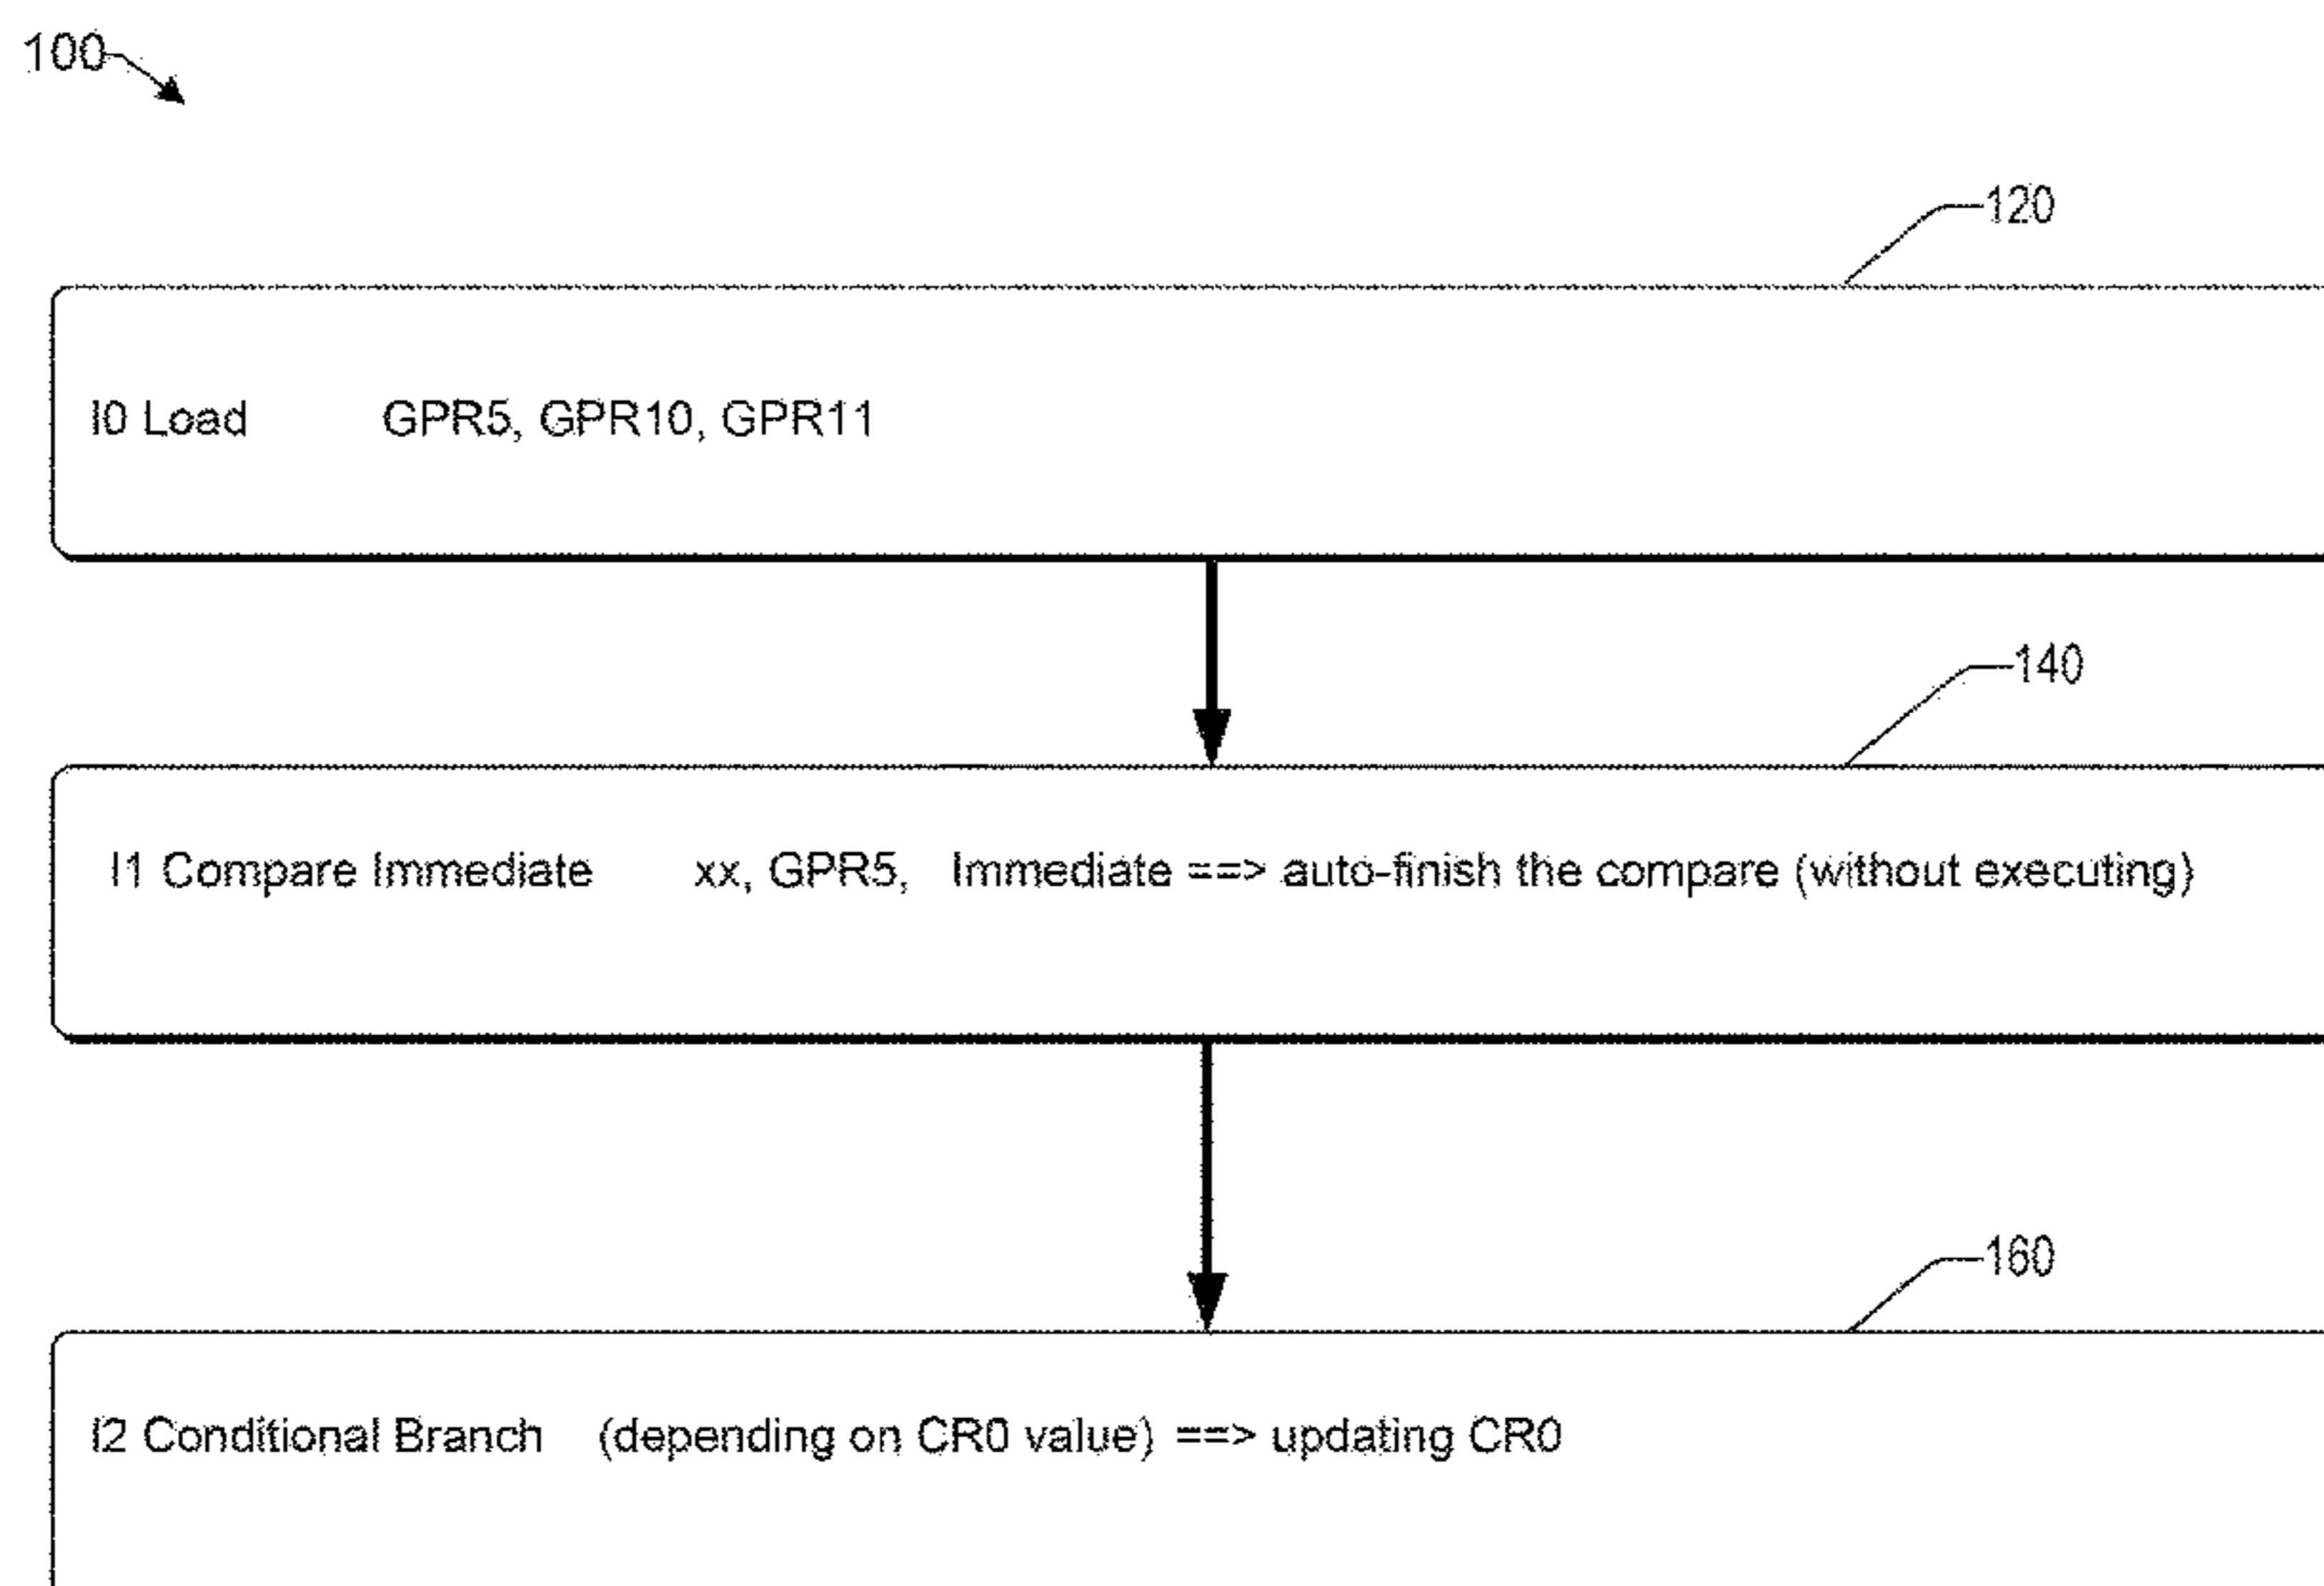 100
120
I0 Load GPR5, GPR10, GPR11
140
I1 Compare Immediate xx, GPR5, Immediate ==> auto-finish the compare (without executing)
160
I2 Conditional Branch (depending on CR0 value) ==> updating CR0